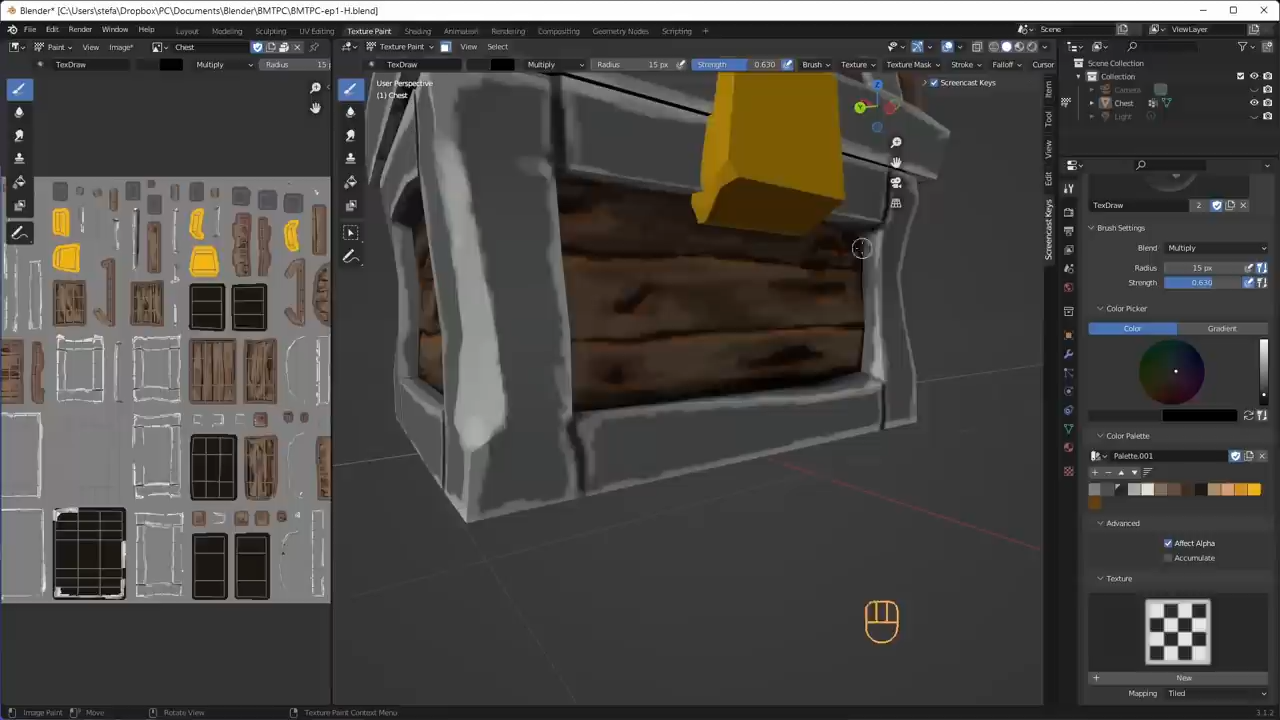 Blender* [C:\Users\stefa\Dropbox\PC\Documents\Blender\BMTPC\BMTPC-ep1-H.blend]
File Edit Render Window Help Layout Modeling Sculpting UV Editing Texture Paint Shading Animation Rendering Compositing Geometry Nodes Scripting + Scene ViewLayer
Paint View Image* Chest Texture Paint View Select
TexDraw Multiply Radius 15 p TexDraw Multiply Radius 15 px Strength 0.630 Brush Texture Texture Mask Stroke Falloff Cursor
Scene Collection
Collection
Camera
Chest
Light
User Perspective
(1) Chest
Screencast Keys
Z
Y
Item
Tool
View
Edit
Screencast Keys
TexDraw 2
Brush Settings
Blend Multiply
Radius 15 px
Strength 0.630
Color Picker
Color Gradient
Color Palette
Palette.001
Advanced
Affect Alpha
Accumulate
Texture
+ New
Mapping Tiled
Image Paint Move Rotate View Texture Paint Context Menu 3.1.2